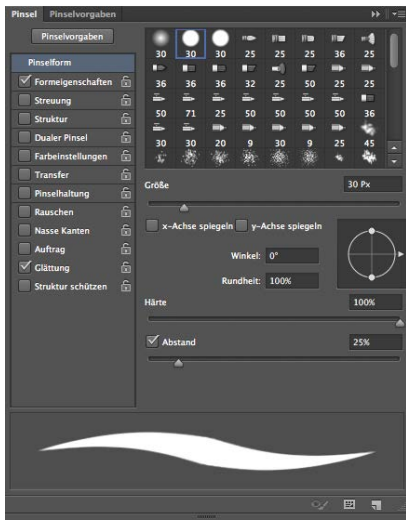 Pinsel Pinselvorgaben
Pinselvorgaben
Pinselform
Formeigenschaften
Streuung
Struktur
Dualer Pinsel
Farbeinstellungen
Transfer
Pinselhaltung
Rauschen
Nasse Kanten
Auftrag
Glättung
Struktur schützen
30 30 30 25 25 25 36 25
36 36 36 32 25 50 25 25
50 71 25 50 50 50 50 36
30 30 20 9 30 9 25 45
Größe 30 Px
x-Achse spiegeln y-Achse spiegeln
Winkel: 0°
Rundheit: 100%
Härte 100%
Abstand 25%